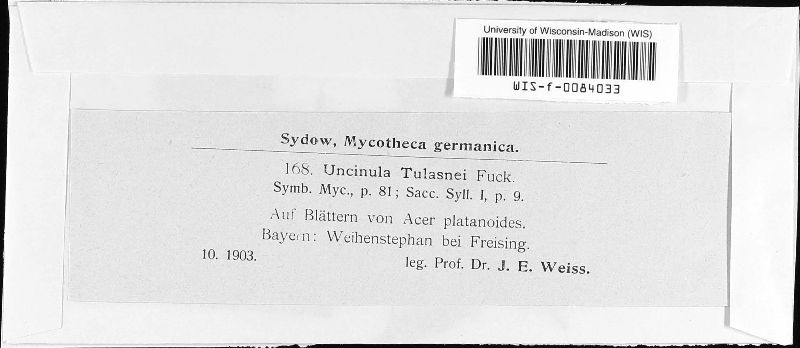 University of Wisconsin-Madison (WIS)
WIS-f-0084033
Sydow, Mycotheca germanica.
168. Uncinula Tulasnei Fuck.
Symb. Myc., p. 81; Sacc. Syll. I, p. 9.
Auf Blättern von Acer platanoides.
Bayern: Weihenstephan bei Freising.
10. 1903.
leg. Prof. Dr. J. E. Weiss.